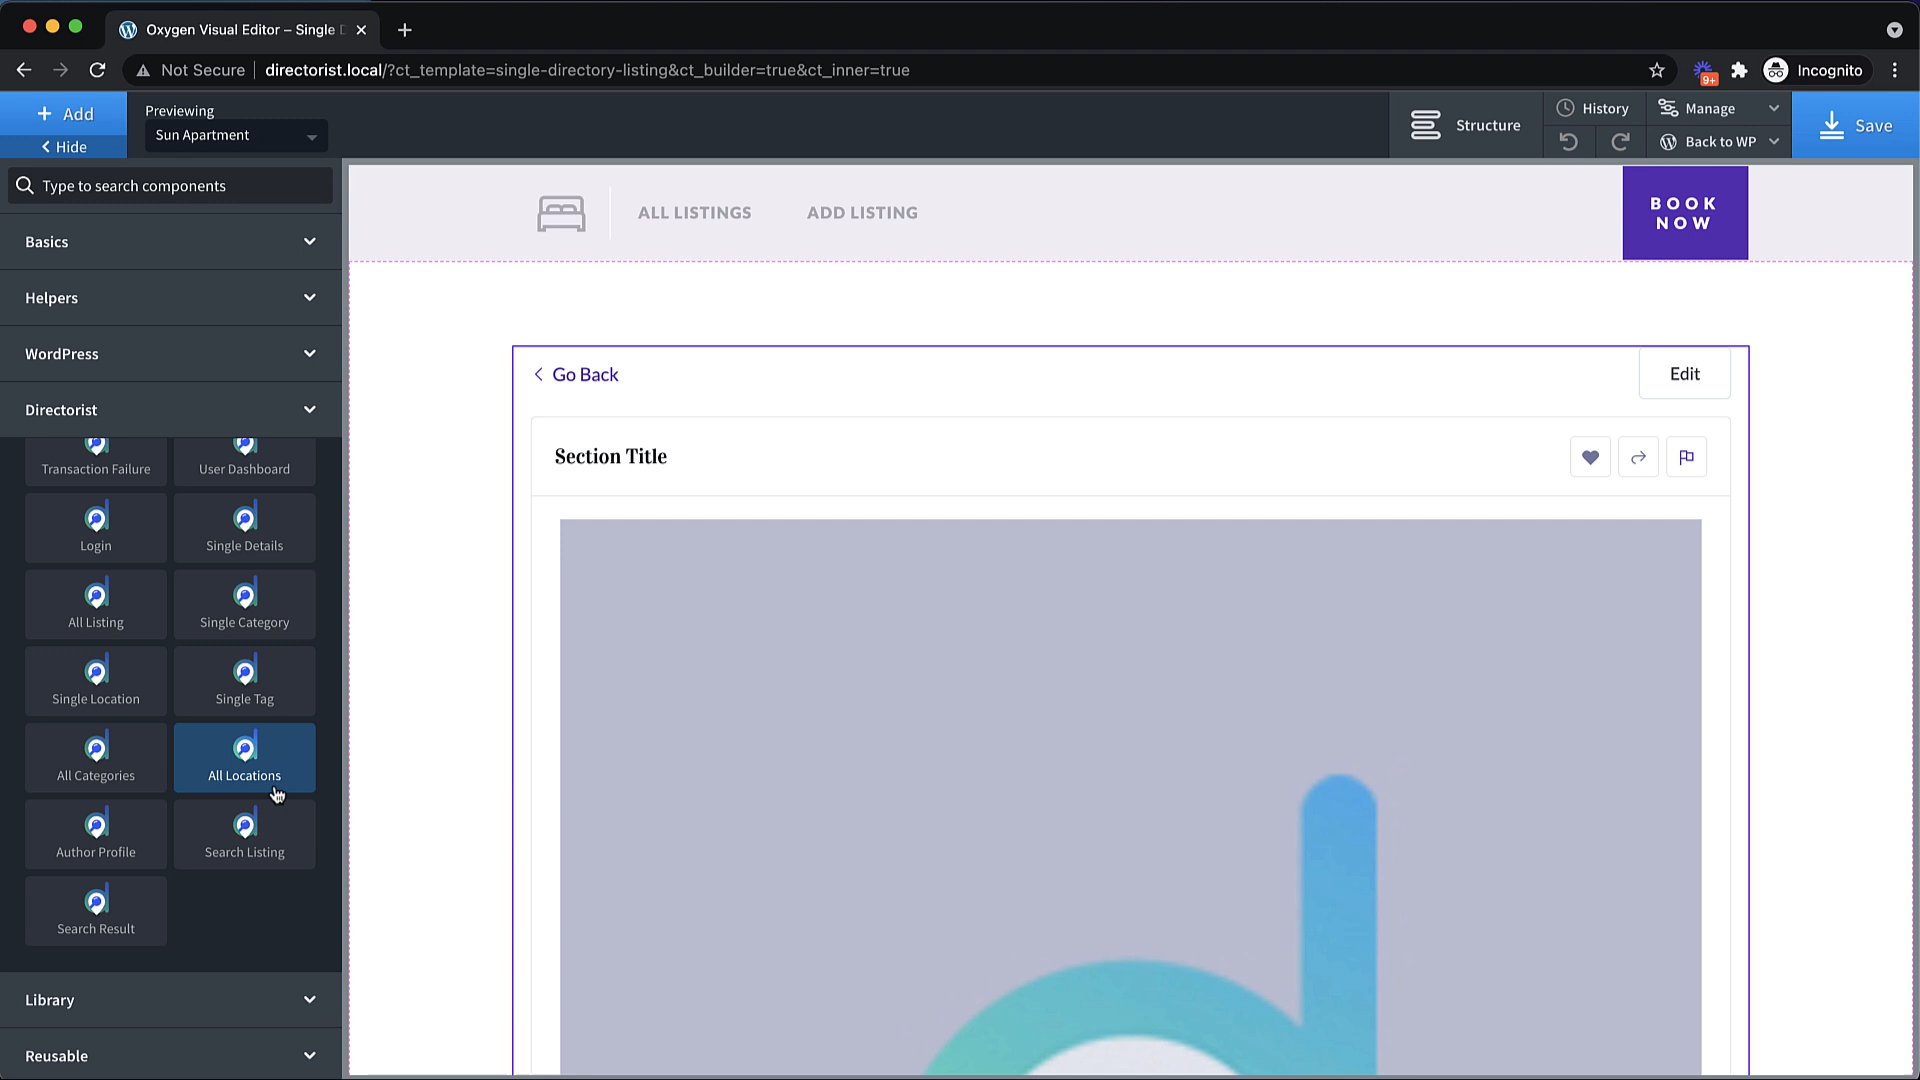 Oxygen Visual Editor – Single D
Not Secure
directorist.local/?ct_template=single-directory-listing&ct_builder=true&ct_inner=true
9+
Incognito
+ Add
Hide
Previewing
Sun Apartment
Structure
History
Manage
Back to WP
Save
Type to search components
Basics
Helpers
WordPress
Directorist
Transaction Failure
User Dashboard
Login
Single Details
All Listing
Single Category
Single Location
Single Tag
All Categories
All Locations
Author Profile
Search Listing
Search Result
Library
Reusable
ALL LISTINGS
ADD LISTING
BOOK
NOW
Go Back
Edit
Section Title